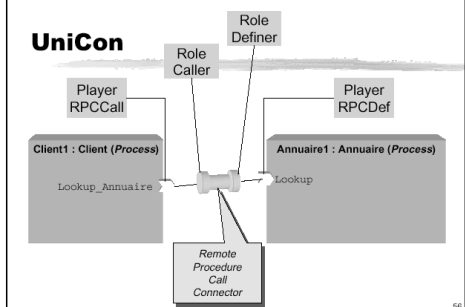 UniCon
Role
Definer
Role
Caller
Player
RPCCall
Player
RPCDef
Client1 : Client (Process)
Annuaire1 : Annuaire (Process)
Lookup_Annuaire
Lookup
Remote
Procedure
Call
Connector
56